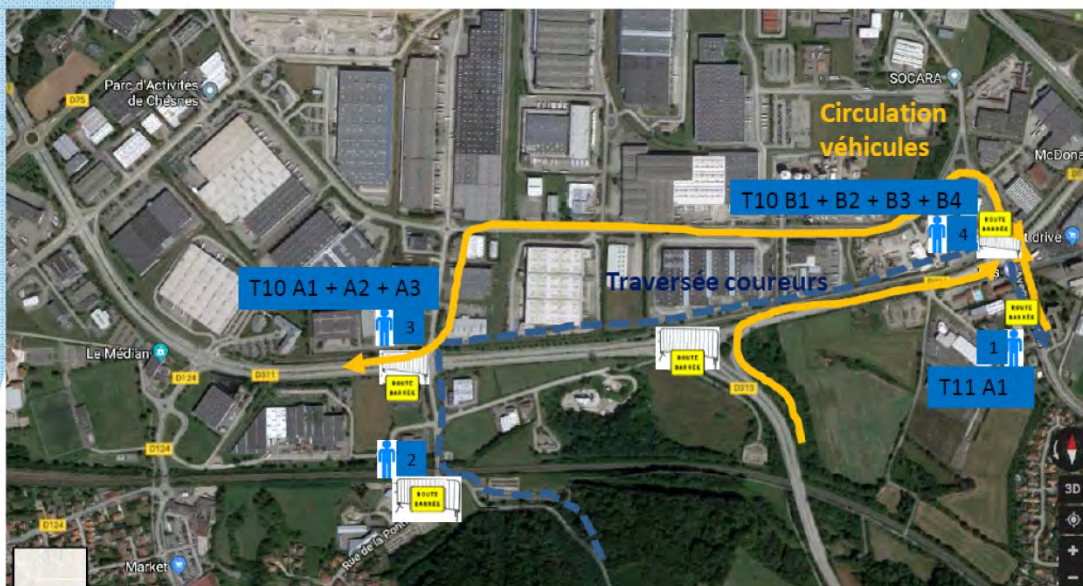 Parc d'Activités
de Chesnes
D75
SOCARA
Circulation
véhicules
McDona
T10 B1 + B2 + B3 + B4
4
ROUTE
BARRÉE
drive
Traversée coureurs
T10 A1 + A2 + A3
3
ROUTE
BARRÉE
1
Le Médian
D124
D311
ROUTE
BARRÉE
ROUTE
BARRÉE
D313
T11 A1
D124
2
ROUTE
BARRÉE
3D
D124
Rue de la Pont
Market